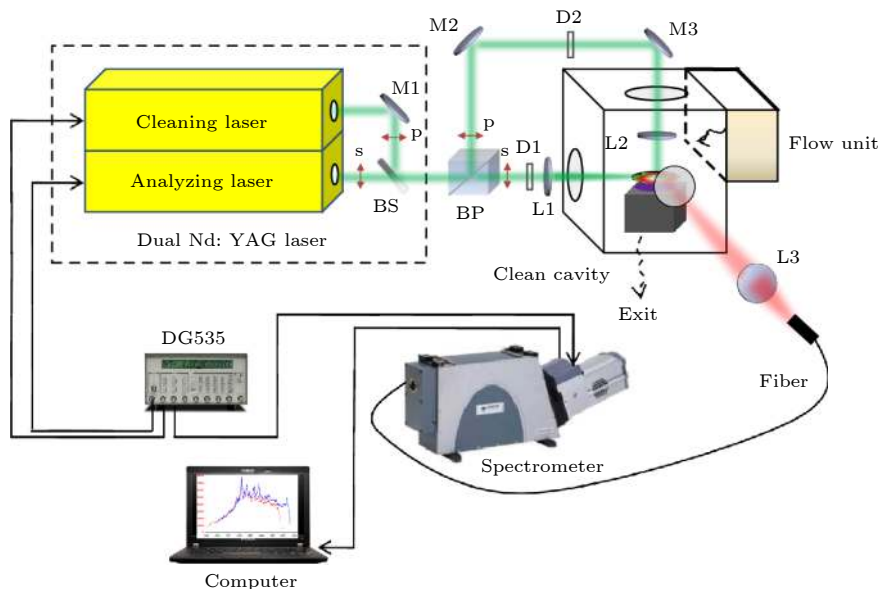 M2
D2
M3
M1
Cleaning laser
p
p
Flow unit
s
s
D1
L2
Analyzing laser
BS
BP
L1
Dual Nd: YAG laser
Clean cavity
L3
Exit
DG535
Fiber
Spectrometer
Computer